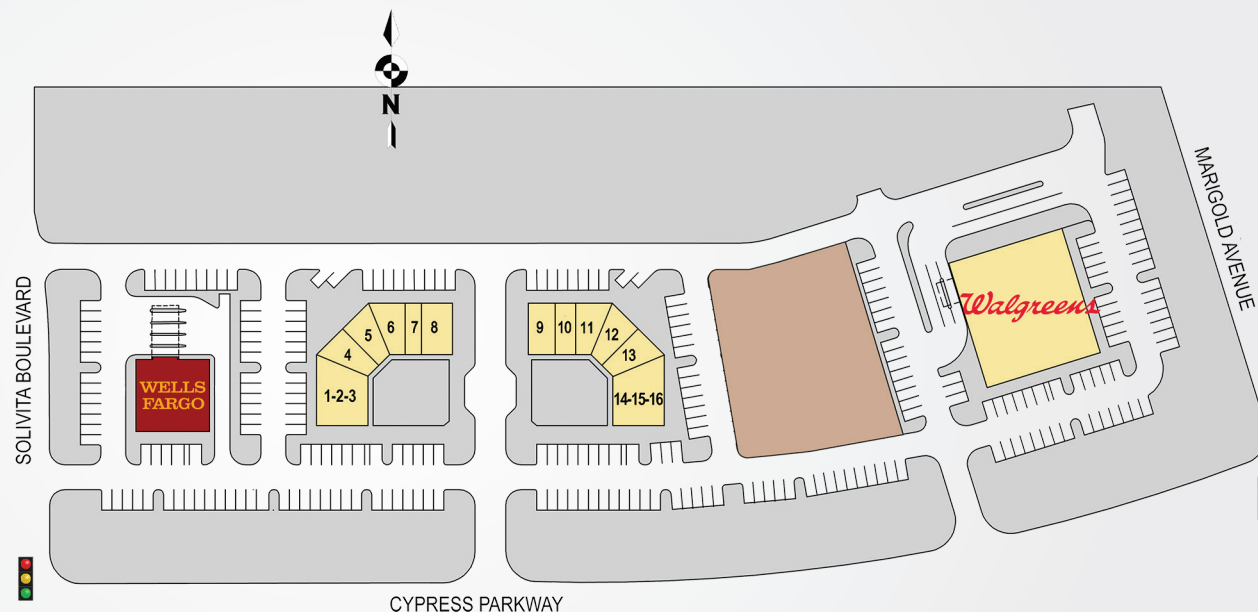 N
MARIGOLD AVENUE
SOLIVITA BOULEVARD
WELLS
FARGO
1-2-3
4
5
6
7
8
9
10
11
12
13
14-15-16
Walgreens
CYPRESS PARKWAY